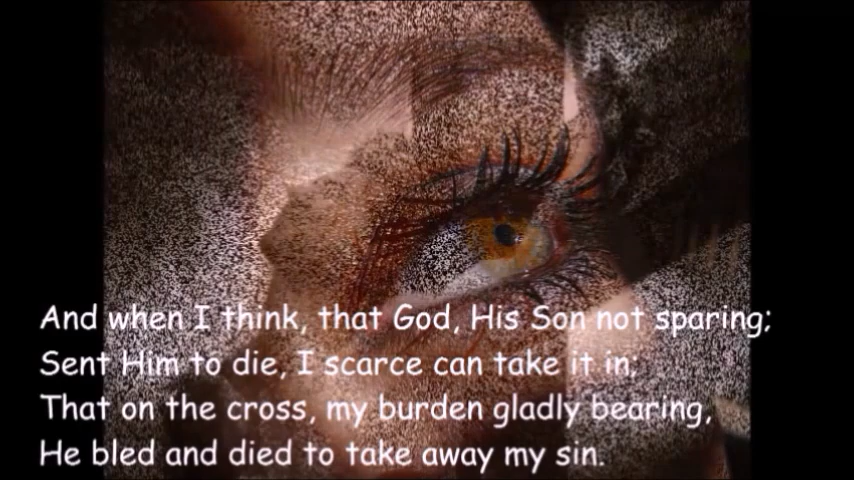 And when I think, that God, His Son not sparing;
Sent Him to die, I scarce can take it in;
That on the cross, my burden gladly bearing,
He bled and died to take away my sin.